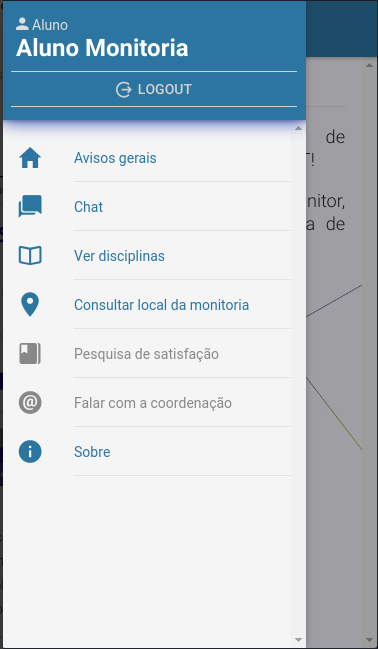 Aluno
Aluno Monitoria
LOGOUT
de
T!
Avisos gerais
nitor,
Chat
a de
Ver disciplinas
Consultar local da monitoria
Pesquisa de satisfação
Falar com a coordenação
Sobre